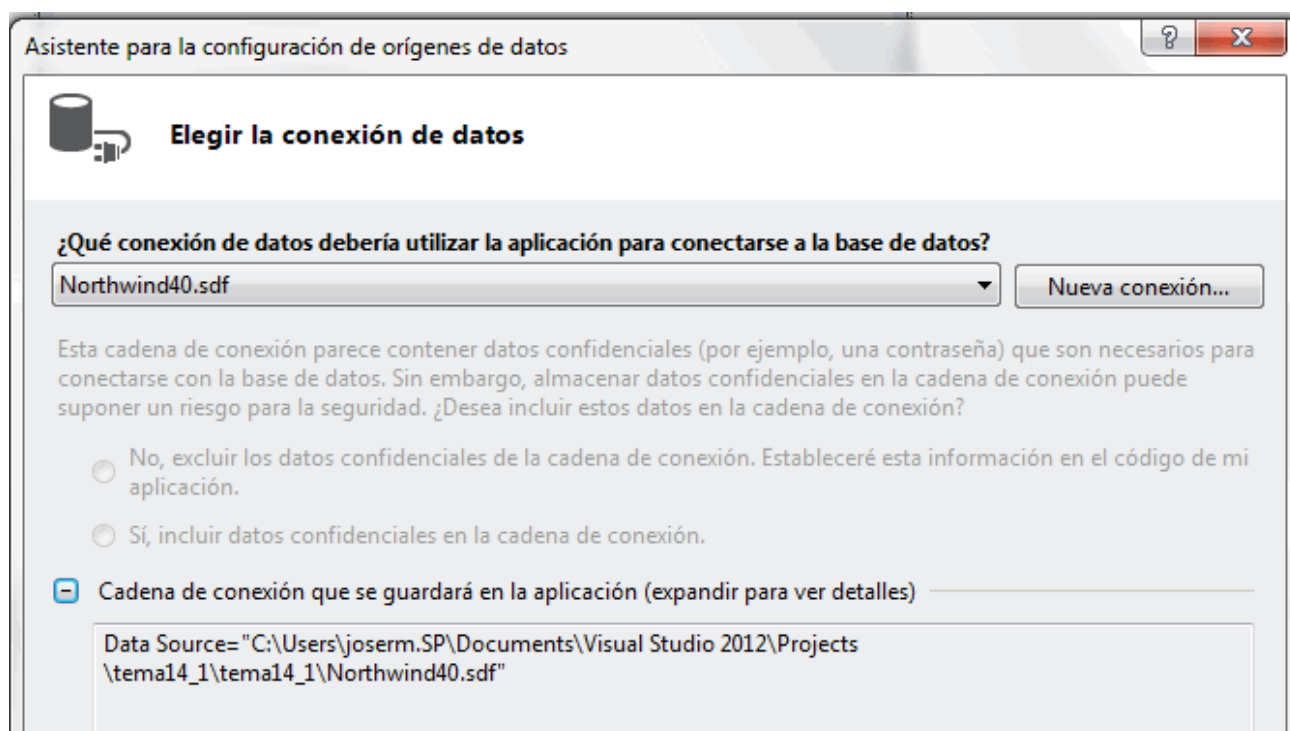 Asistente para la configuración de orígenes de datos
Elegir la conexión de datos
¿Qué conexión de datos debería utilizar la aplicación para conectarse a la base de datos?
Northwind40.sdf
Nueva conexión...
Esta cadena de conexión parece contener datos confidenciales (por ejemplo, una contraseña) que son necesarios para
conectarse con la base de datos. Sin embargo, almacenar datos confidenciales en la cadena de conexión puede
suponer un riesgo para la seguridad. ¿Desea incluir estos datos en la cadena de conexión?
No, excluir los datos confidenciales de la cadena de conexión. Estableceré esta información en el código de mi
aplicación.
Sí, incluir datos confidenciales en la cadena de conexión.
Cadena de conexión que se guardará en la aplicación (expandir para ver detalles)
Data Source="C:\Users\joserm.SP\Documents\Visual Studio 2012\Projects
\tema14_1\tema14_1\Northwind40.sdf"